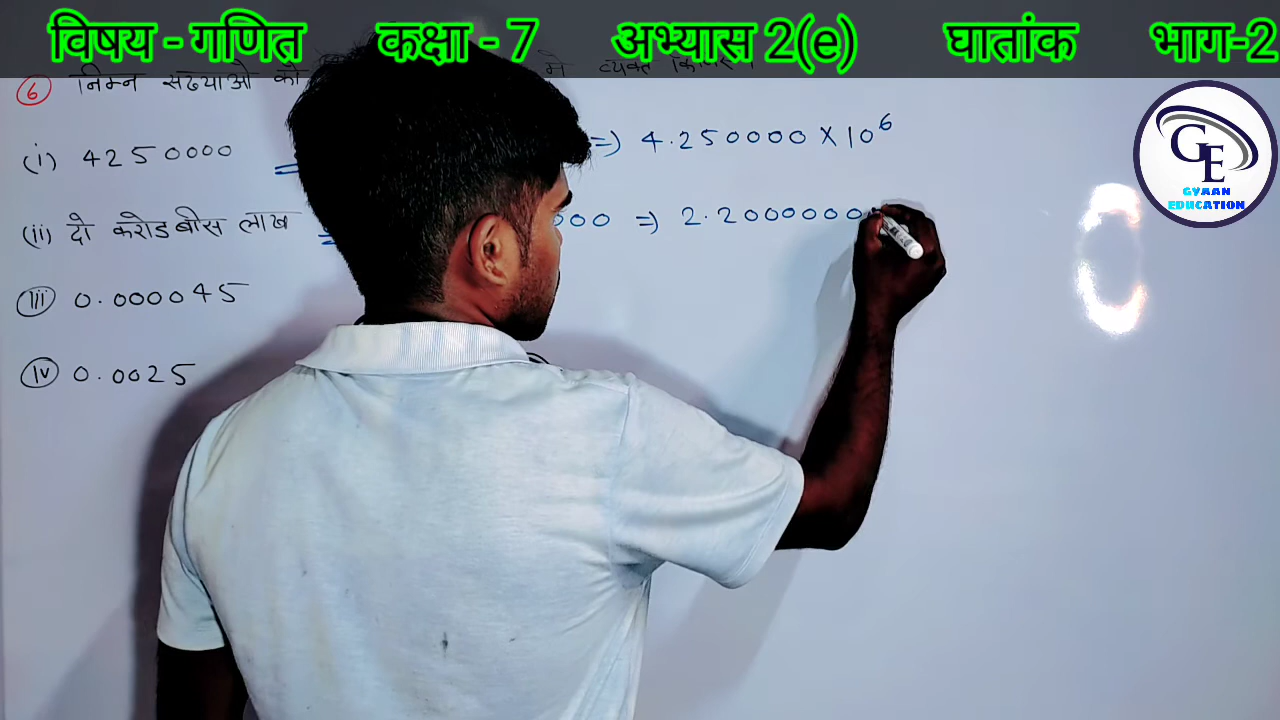 विषय - गणित कक्षा - 7 अभ्यास 2(e) घातांक भाग-2
6 निम्न संख्याओ को मे व्यक्त
(i) 4250000 = => 4.250000 X 10⁶
(ii) दो करोड बीस लाख 000 => 2.2000000
(iii) 0.000045
(iv) 0.0025
GE
GYAAN
EDUCATION